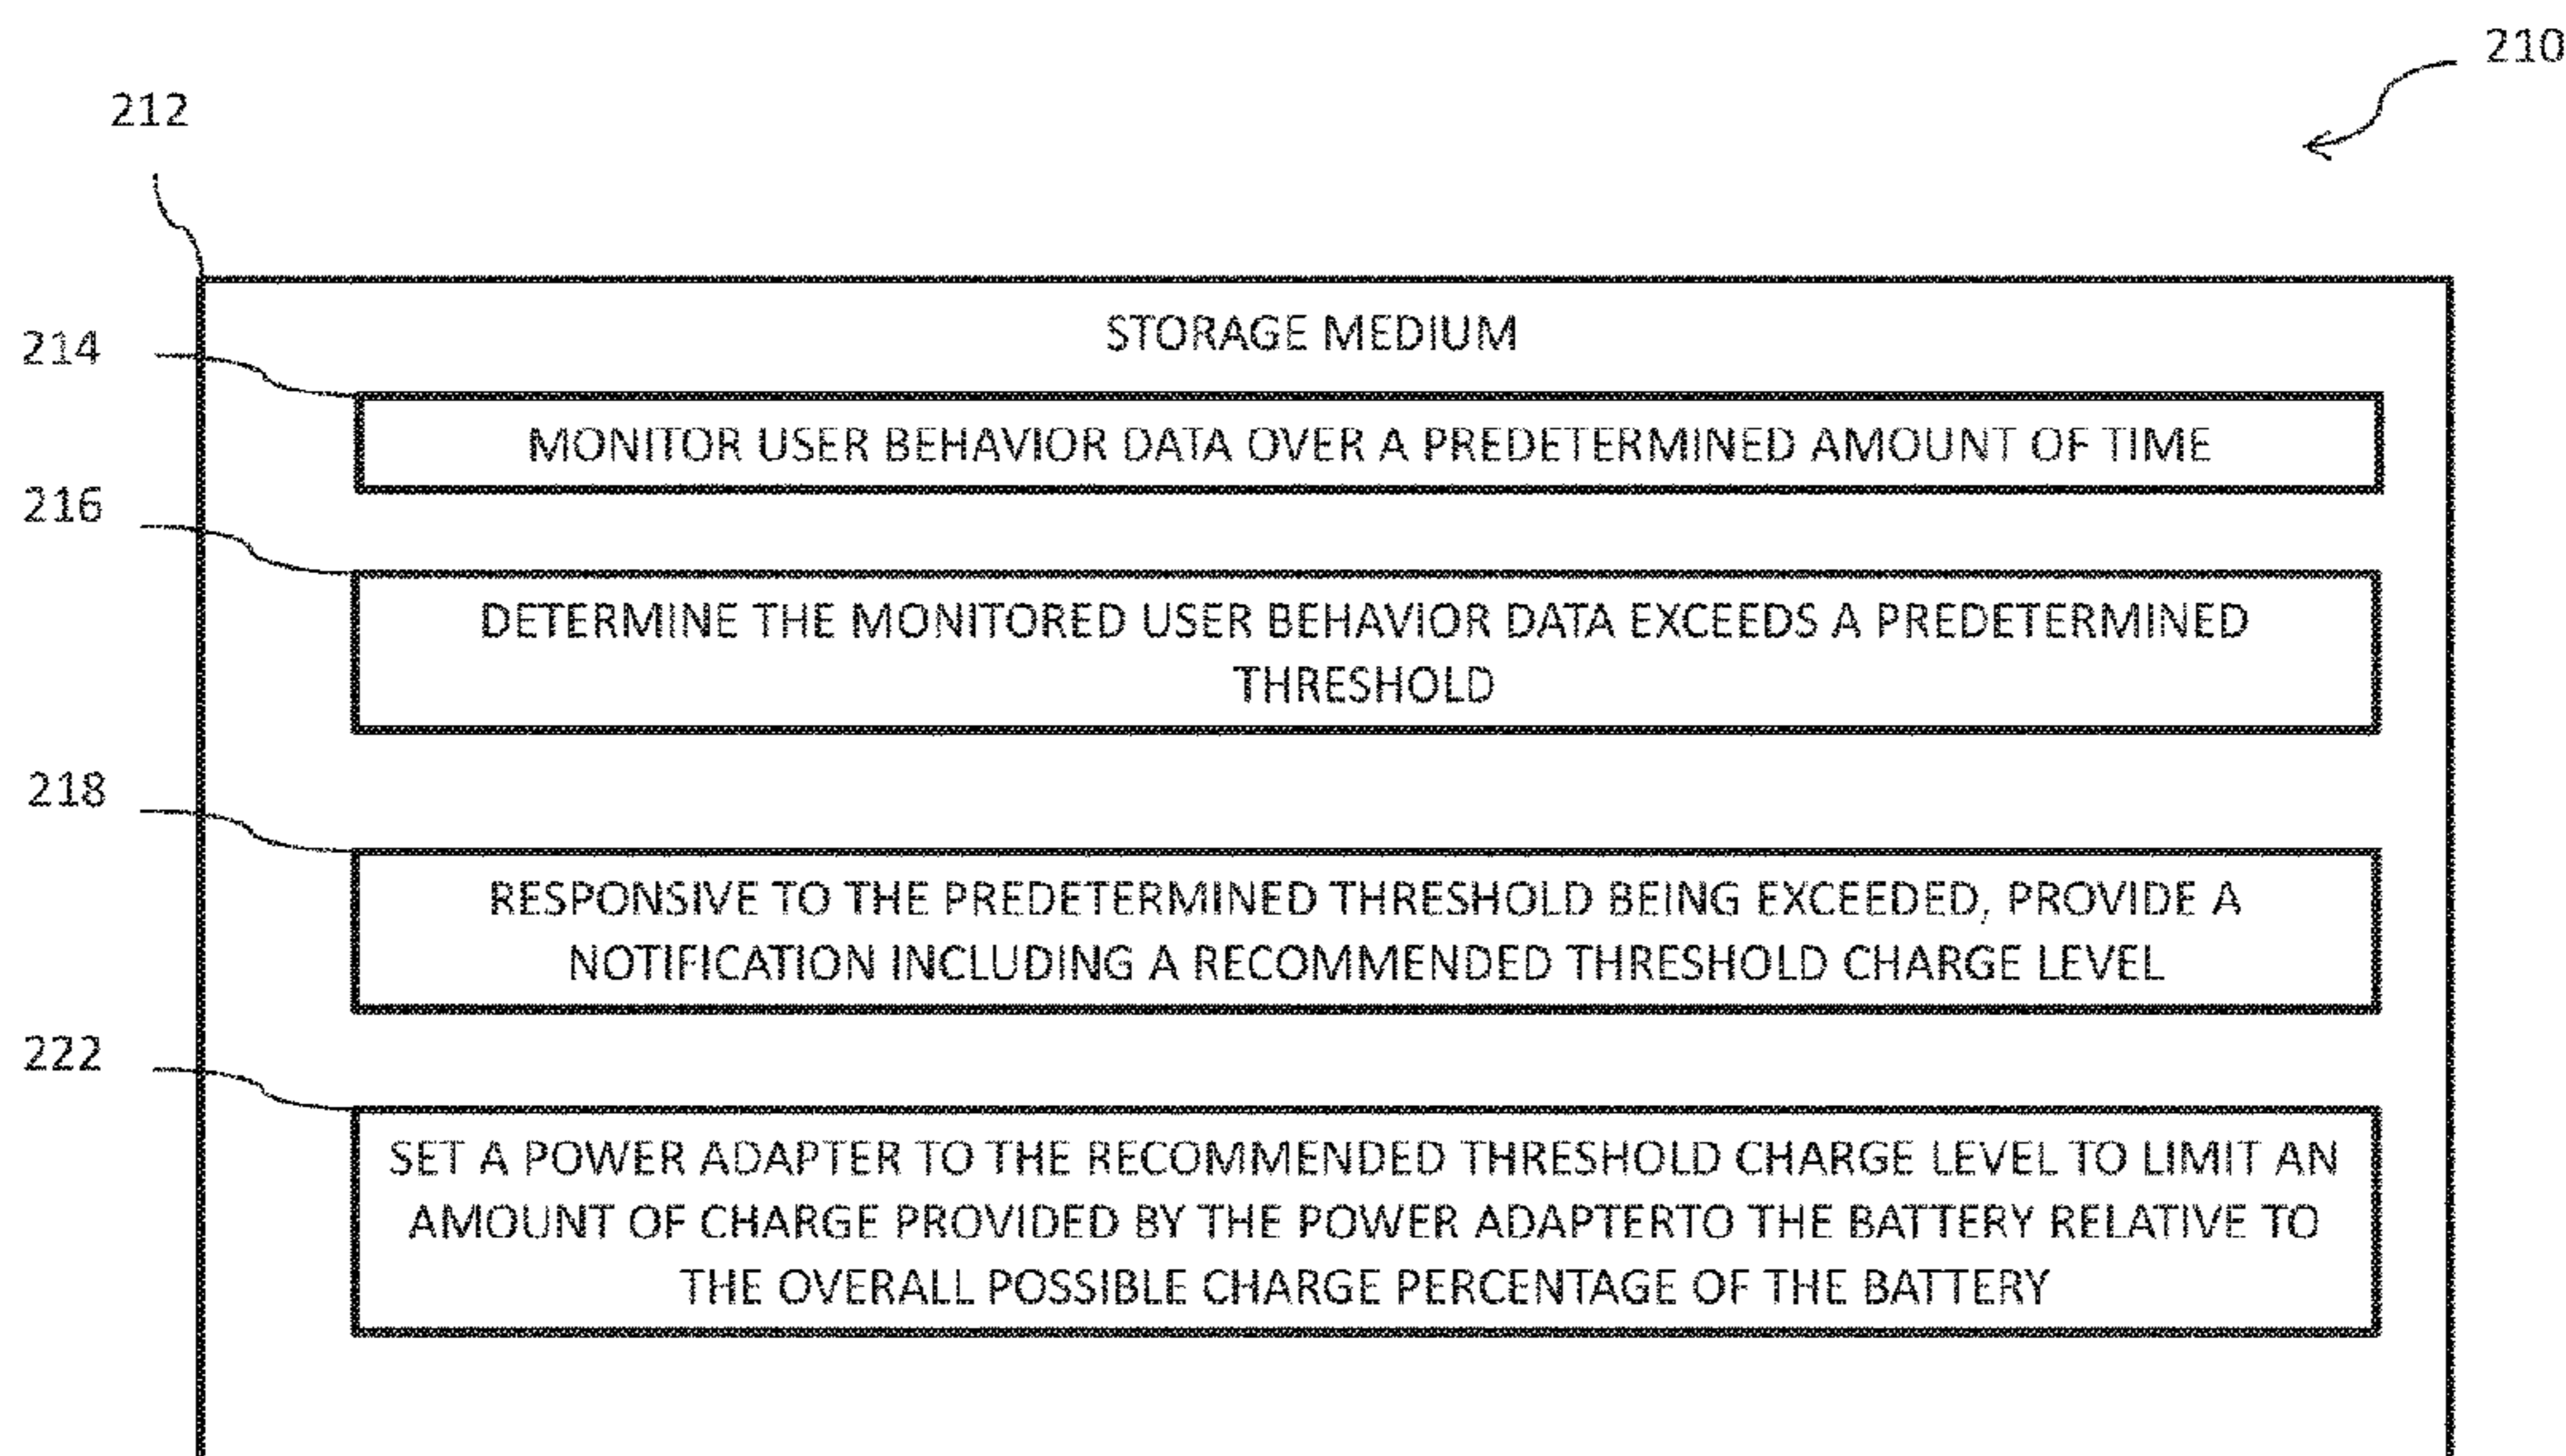 210
212
STORAGE MEDIUM
214
MONITOR USER BEHAVIOR DATA OVER A PREDETERMINED AMOUNT OF TIME
216
DETERMINE THE MONITORED USER BEHAVIOR DATA EXCEEDS A PREDETERMINED
THRESHOLD
218
RESPONSIVE TO THE PREDETERMINED THRESHOLD BEING EXCEEDED, PROVIDE A
NOTIFICATION INCLUDING A RECOMMENDED THRESHOLD CHARGE LEVEL
222
SET A POWER ADAPTER TO THE RECOMMENDED THRESHOLD CHARGE LEVEL TO LIMIT AN
AMOUNT OF CHARGE PROVIDED BY THE POWER ADAPTERTO THE BATTERY RELATIVE TO
THE OVERALL POSSIBLE CHARGE PERCENTAGE OF THE BATTERY